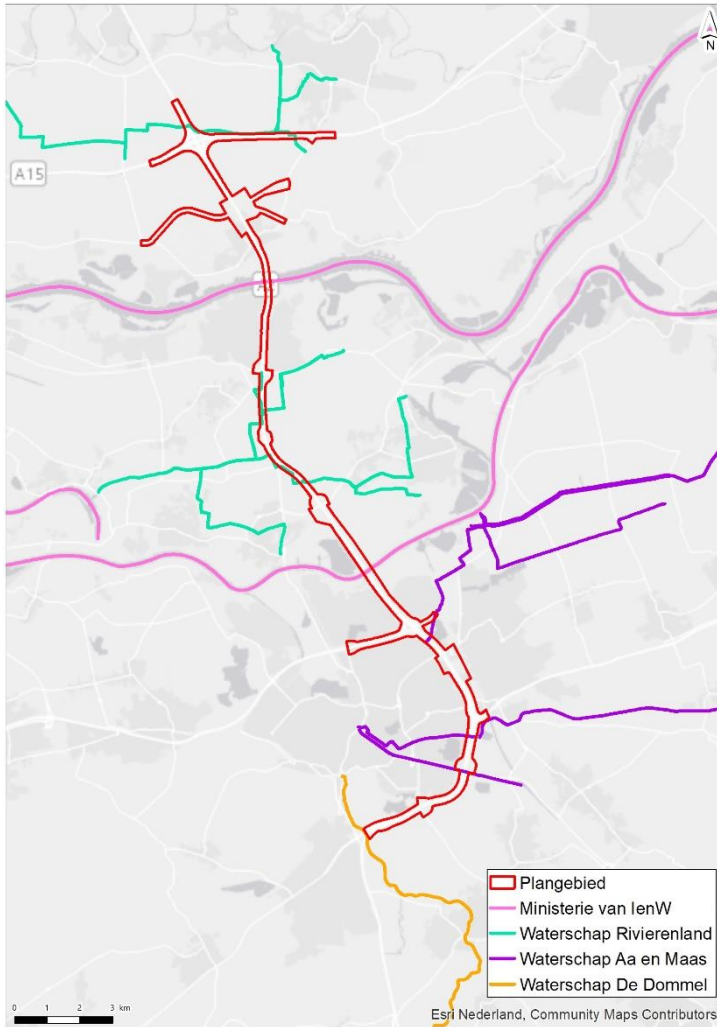 N
A15
A
Plangebied
Ministerie van IenW
Waterschap Rivierenland
Waterschap Aa en Maas
Waterschap De Dommel
0 1 2 3 km
Esri Nederland, Community Maps Contributors